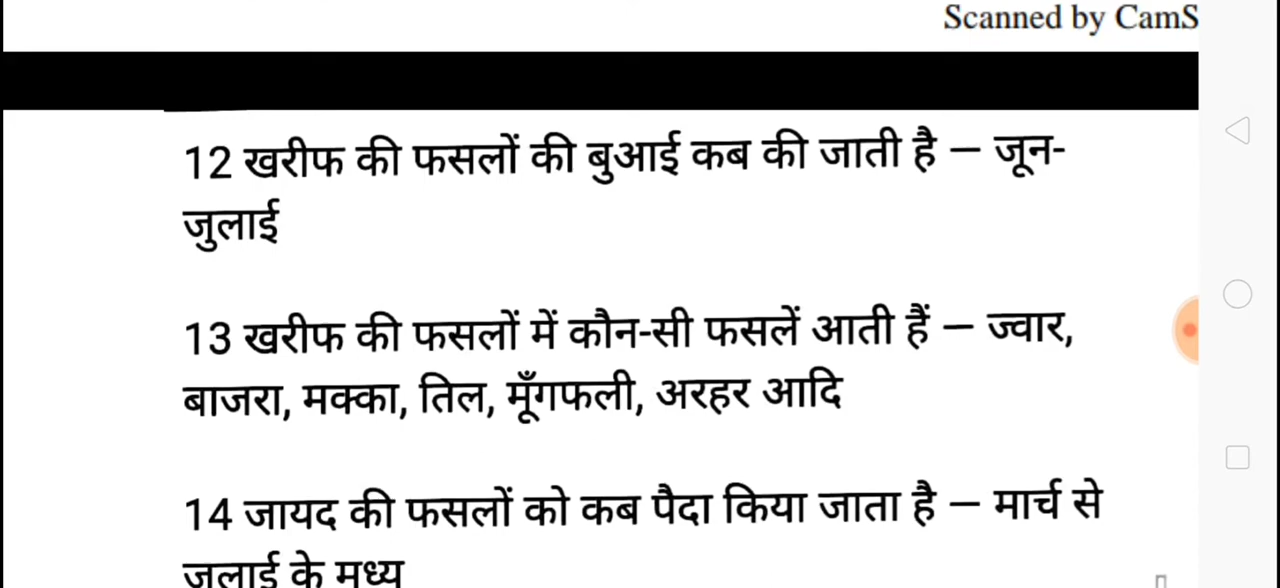 Scanned by CamS
12 खरीफ की फसलों की बुआई कब की जाती है – जून-
जुलाई
13 खरीफ की फसलों में कौन-सी फसलें आती हैं – ज्वार,
बाजरा, मक्का, तिल, मूँगफली, अरहर आदि
14 जायद की फसलों को कब पैदा किया जाता है – मार्च से
जुलाई के मध्य